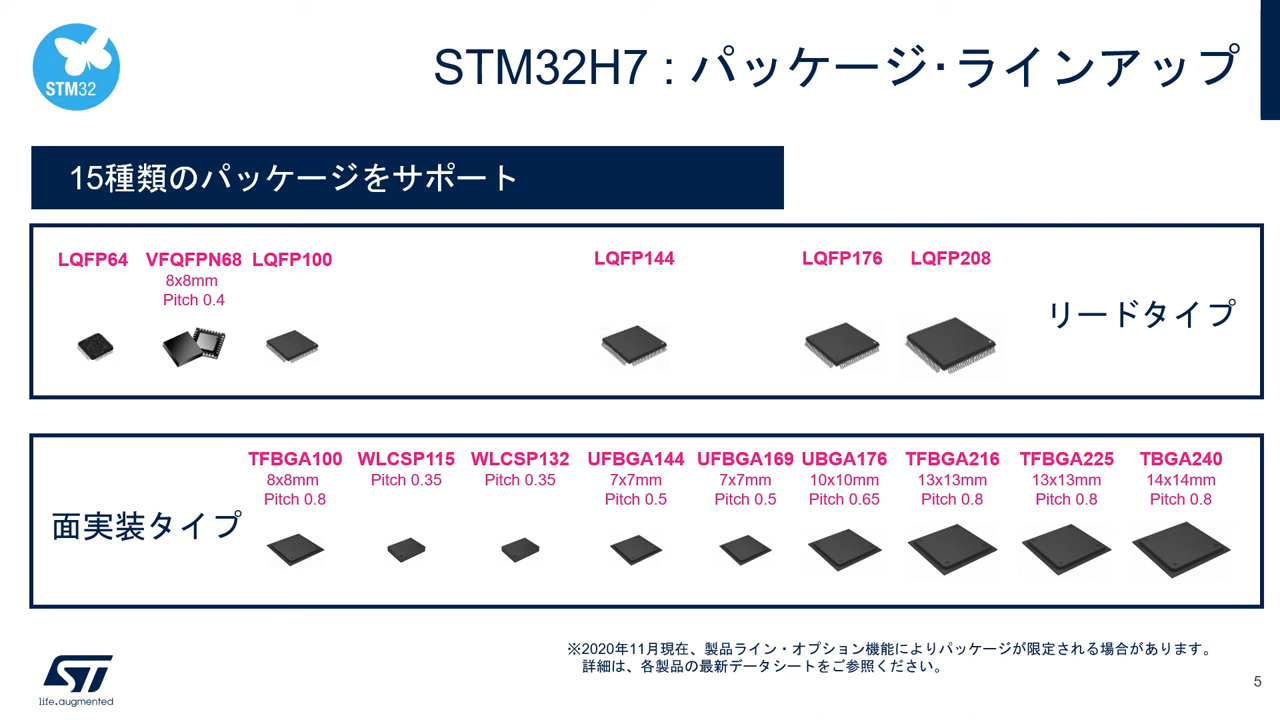 STM32
STM32H7 : パッケージ･ラインアップ
15種類のパッケージをサポート
LQFP64
VFQFPN68
8x8mm
Pitch 0.4
LQFP100
LQFP144
LQFP176
LQFP208
リードタイプ
面実装タイプ
TFBGA100
8x8mm
Pitch 0.8
WLCSP115
Pitch 0.35
WLCSP132
Pitch 0.35
UFBGA144
7x7mm
Pitch 0.5
UFBGA169
7x7mm
Pitch 0.5
UBGA176
10x10mm
Pitch 0.65
TFBGA216
13x13mm
Pitch 0.8
TFBGA225
13x13mm
Pitch 0.8
TBGA240
14x14mm
Pitch 0.8
※2020年11月現在、製品ライン・オプション機能によりパッケージが限定される場合があります。
詳細は、各製品の最新データシートをご参照ください。
ST
life.augmented
5